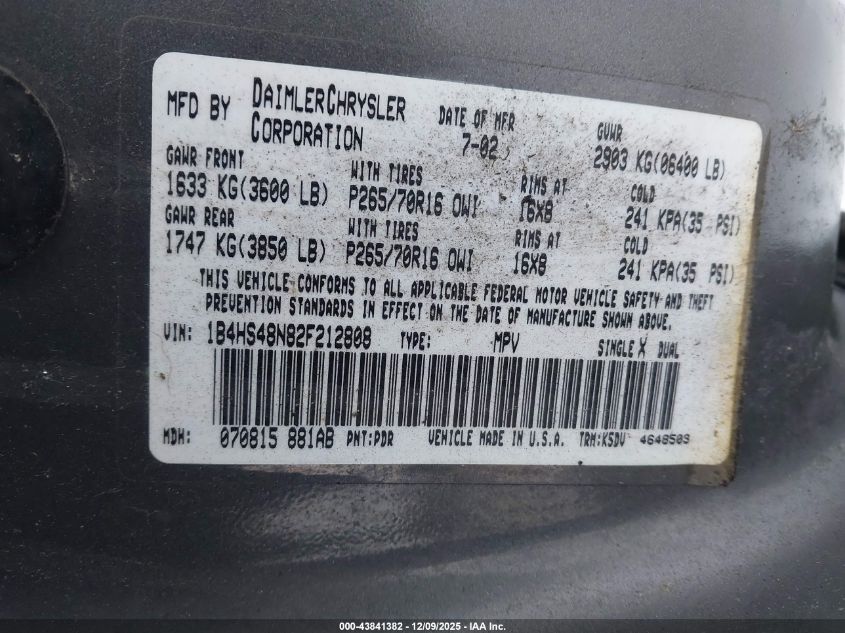 MFD BY DAIMLERCHRYSLER CORPORATION DATE OF MFR 7-02 GVWR 2903 KG(06400 LB)
GAWR FRONT WITH TIRES RIMS AT COLD
1633 KG(3600 LB) P265/70R16 OWI 16X8 241 KPA(35 PSI)
GAWR REAR WITH TIRES RIMS AT COLD
1747 KG(3850 LB) P265/70R16 OWI 16X8 241 KPA(35 PSI)
THIS VEHICLE CONFORMS TO ALL APPLICABLE FEDERAL MOTOR VEHICLE SAFETY AND THEFT
PREVENTION STANDARDS IN EFFECT ON THE DATE OF MANUFACTURE SHOWN ABOVE.
VIN: 1B4HS48N82F212808 TYPE: MPV SINGLE X DUAL
MDH: 070815 881AB PNT:PDR VEHICLE MADE IN U.S.A. TRM:K5DV 4648503
000-43841382 | 12/09/2025 - IAA Inc.